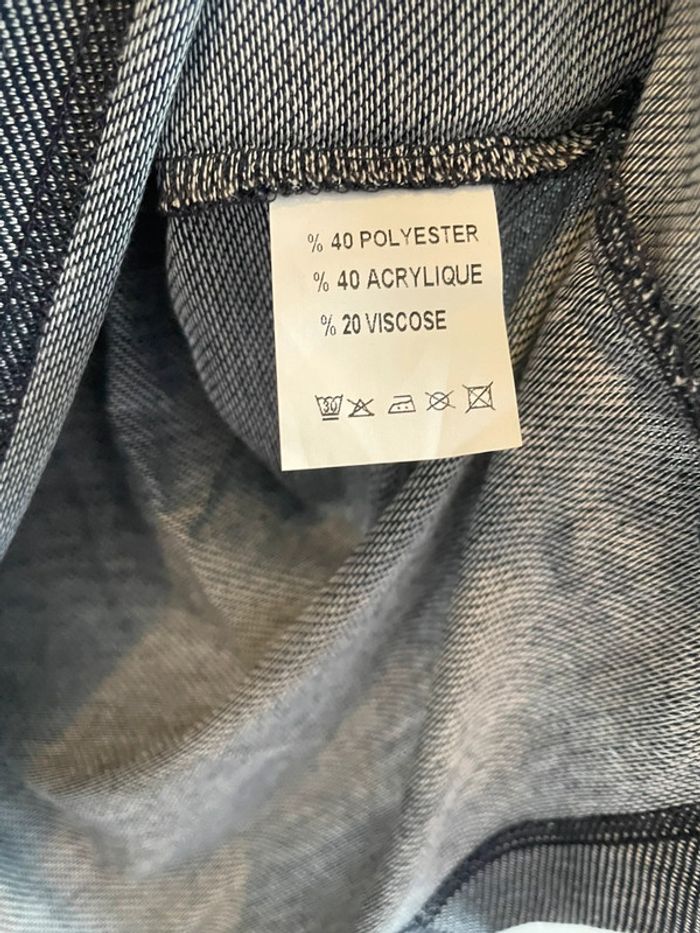 % 40 POLYESTER
% 40 ACRYLIQUE
% 20 VISCOSE
30